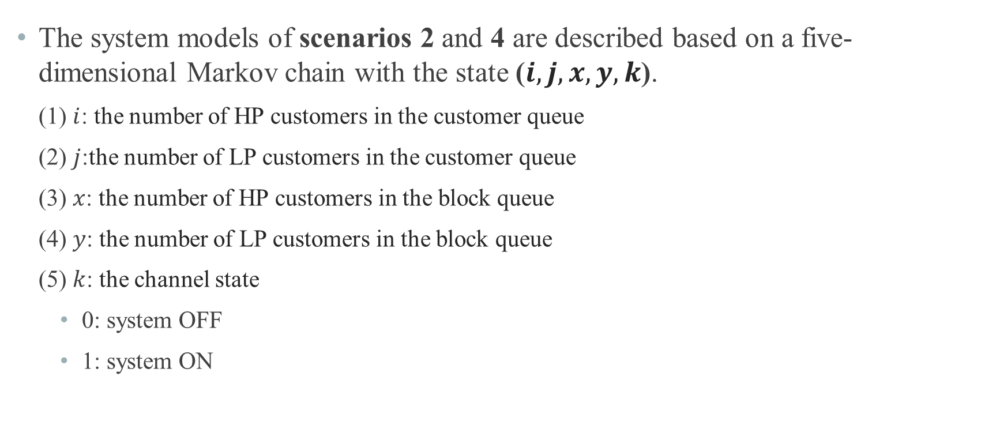 • The system models of scenarios 2 and 4 are described based on a five-
dimensional Markov chain with the state (i, j, x, y, k).
(1) i: the number of HP customers in the customer queue
(2) j:the number of LP customers in the customer queue
(3) x: the number of HP customers in the block queue
(4) y: the number of LP customers in the block queue
(5) k: the channel state
• 0: system OFF
• 1: system ON